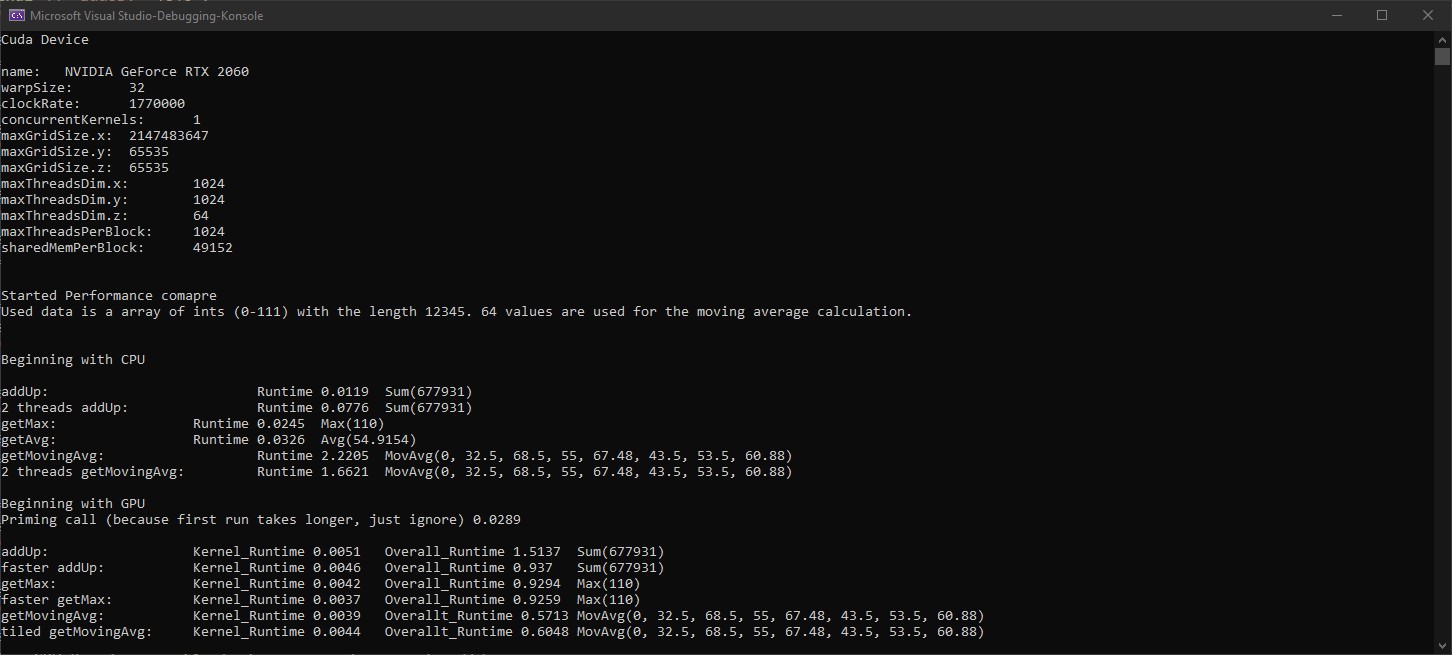 Microsoft Visual Studio-Debugging-Konsole
Cuda Device
name: NVIDIA GeForce RTX 2060
warpSize: 32
clockRate: 1770000
concurrentKernels: 1
maxGridSize.x: 2147483647
maxGridSize.y: 65535
maxGridSize.z: 65535
maxThreadsDim.x: 1024
maxThreadsDim.y: 1024
maxThreadsDim.z: 64
maxThreadsPerBlock: 1024
sharedMemPerBlock: 49152
Started Performance comapre
Used data is a array of ints (0-111) with the length 12345. 64 values are used for the moving average calculation.
Beginning with CPU
addUp: Runtime 0.0119 Sum(677931)
2 threads addUp: Runtime 0.0776 Sum(677931)
getMax: Runtime 0.0245 Max(110)
getAvg: Runtime 0.0326 Avg(54.9154)
getMovingAvg: Runtime 2.2205 MovAvg(0, 32.5, 68.5, 55, 67.48, 43.5, 53.5, 60.88)
2 threads getMovingAvg: Runtime 1.6621 MovAvg(0, 32.5, 68.5, 55, 67.48, 43.5, 53.5, 60.88)
Beginning with GPU
Priming call (because first run takes longer, just ignore) 0.0289
addUp: Kernel_Runtime 0.0051 Overall_Runtime 1.5137 Sum(677931)
faster addUp: Kernel_Runtime 0.0046 Overall_Runtime 0.937 Sum(677931)
getMax: Kernel_Runtime 0.0042 Overall_Runtime 0.9294 Max(110)
faster getMax: Kernel_Runtime 0.0037 Overall_Runtime 0.9259 Max(110)
getMovingAvg: Kernel_Runtime 0.0039 Overallt_Runtime 0.5713 MovAvg(0, 32.5, 68.5, 55, 67.48, 43.5, 53.5, 60.88)
tiled getMovingAvg: Kernel_Runtime 0.0044 Overallt_Runtime 0.6048 MovAvg(0, 32.5, 68.5, 55, 67.48, 43.5, 53.5, 60.88)